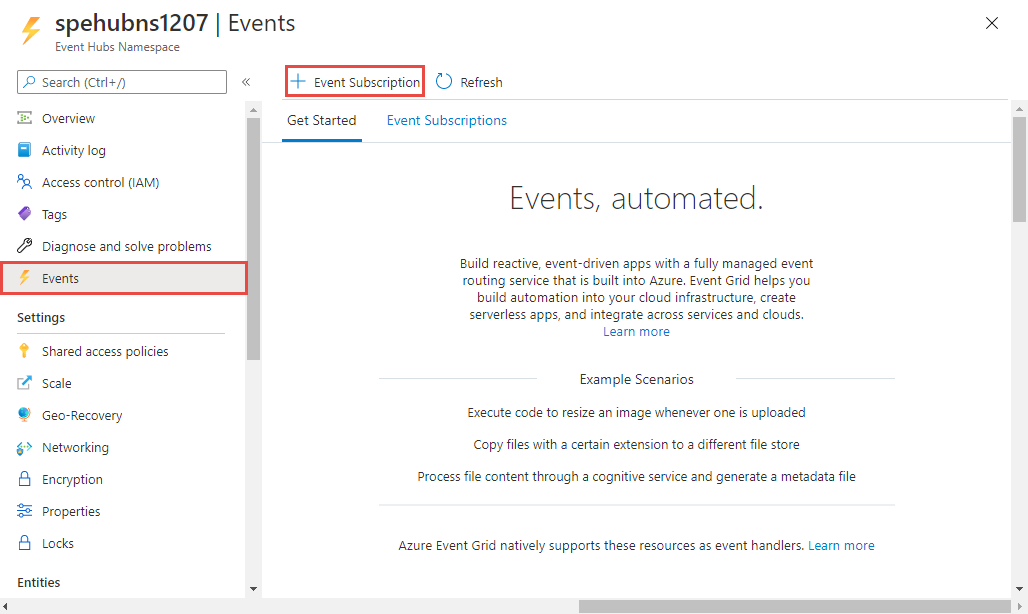 spehubns1207 | Events
Event Hubs Namespace
Search (Ctrl+/)
«
Overview
Activity log
Access control (IAM)
Tags
Diagnose and solve problems
Events
Settings
Shared access policies
Scale
Geo-Recovery
Networking
Encryption
Properties
Locks
Entities
Event Subscription
Refresh
Get Started
Event Subscriptions
Events, automated.
Build reactive, event-driven apps with a fully managed event
routing service that is built into Azure. Event Grid helps you
build automation into your cloud infrastructure, create
serverless apps, and integrate across services and clouds.
Learn more
Example Scenarios
Execute code to resize an image whenever one is uploaded
Copy files with a certain extension to a different file store
Process file content through a cognitive service and generate a metadata file
Azure Event Grid natively supports these resources as event handlers. Learn more